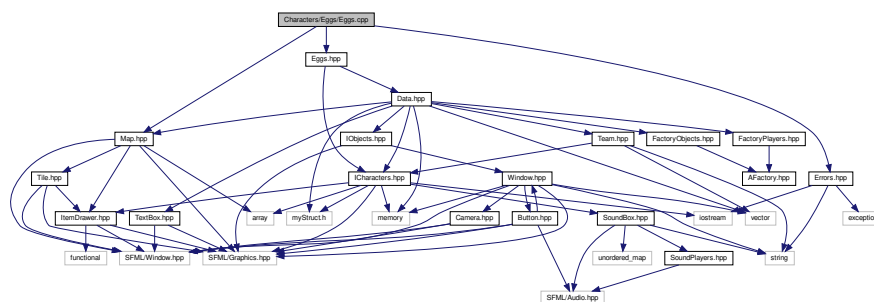 Characters/Eggs/Eggs.cpp
Eggs.hpp
Data.hpp
Map.hpp
IObjects.hpp
Team.hpp
FactoryObjects.hpp
FactoryPlayers.hpp
Tile.hpp
ICharacters.hpp
Window.hpp
AFactory.hpp
Errors.hpp
ItemDrawer.hpp
TextBox.hpp
array
myStruct.h
memory
Camera.hpp
Button.hpp
SoundBox.hpp
iostream
vector
exception
functional
SFML/Window.hpp
SFML/Graphics.hpp
unordered_map
SoundPlayers.hpp
string
SFML/Audio.hpp